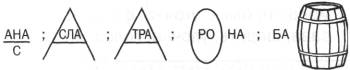 АНА
С ; СЛА ; ТРА ; РО НА ; БА